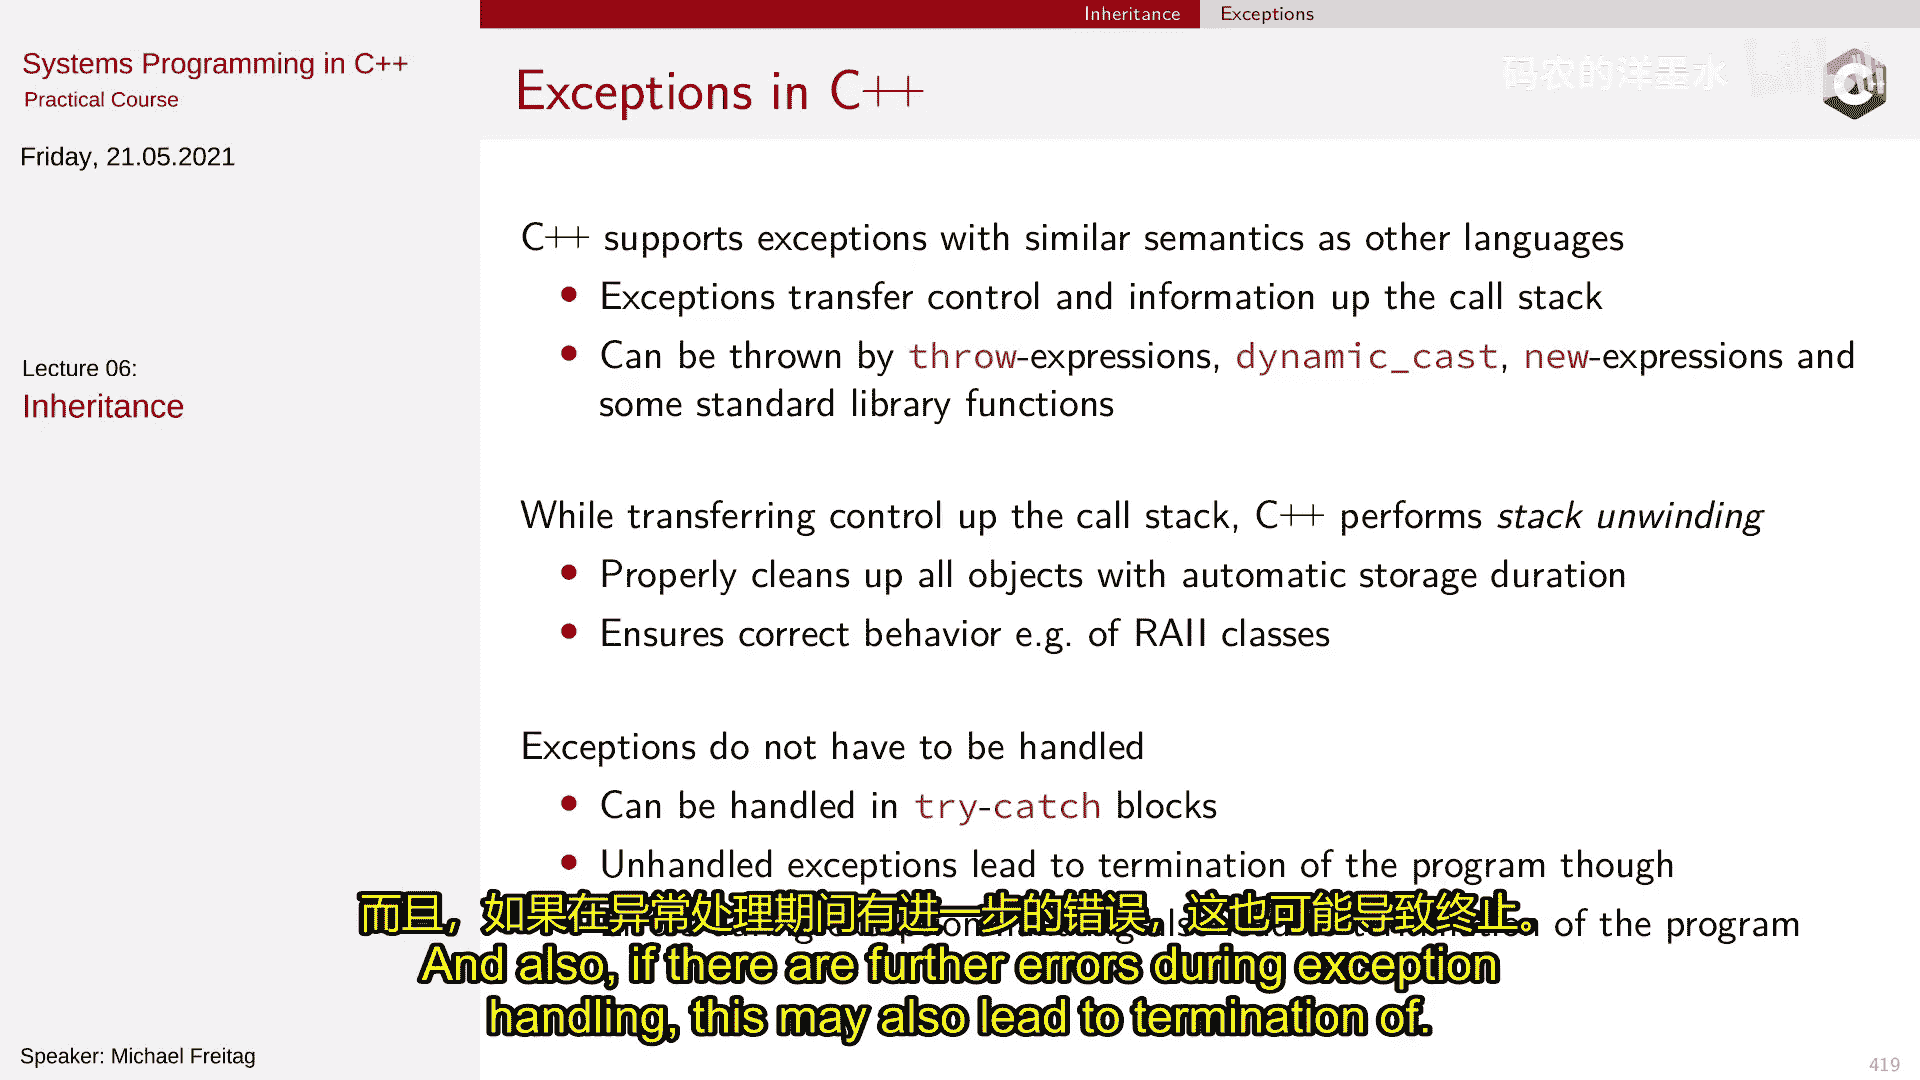 Inheritance Exceptions
Systems Programming in C++
Practical Course
Friday, 21.05.2021
Lecture 06:
Inheritance
Speaker: Michael Freitag
Exceptions in C++
码农的洋墨水
C++ supports exceptions with similar semantics as other languages
• Exceptions transfer control and information up the call stack
• Can be thrown by throw-expressions, dynamic_cast, new-expressions and
some standard library functions
While transferring control up the call stack, C++ performs stack unwinding
• Properly cleans up all objects with automatic storage duration
• Ensures correct behavior e.g. of RAII classes
Exceptions do not have to be handled
• Can be handled in try-catch blocks
• Unhandled exceptions lead to termination of the program though
of the program
而且，如果在异常处理期间有进一步的错误，这也可能导致终止。
And also, if there are further errors during exception
handling, this may also lead to termination of.
419